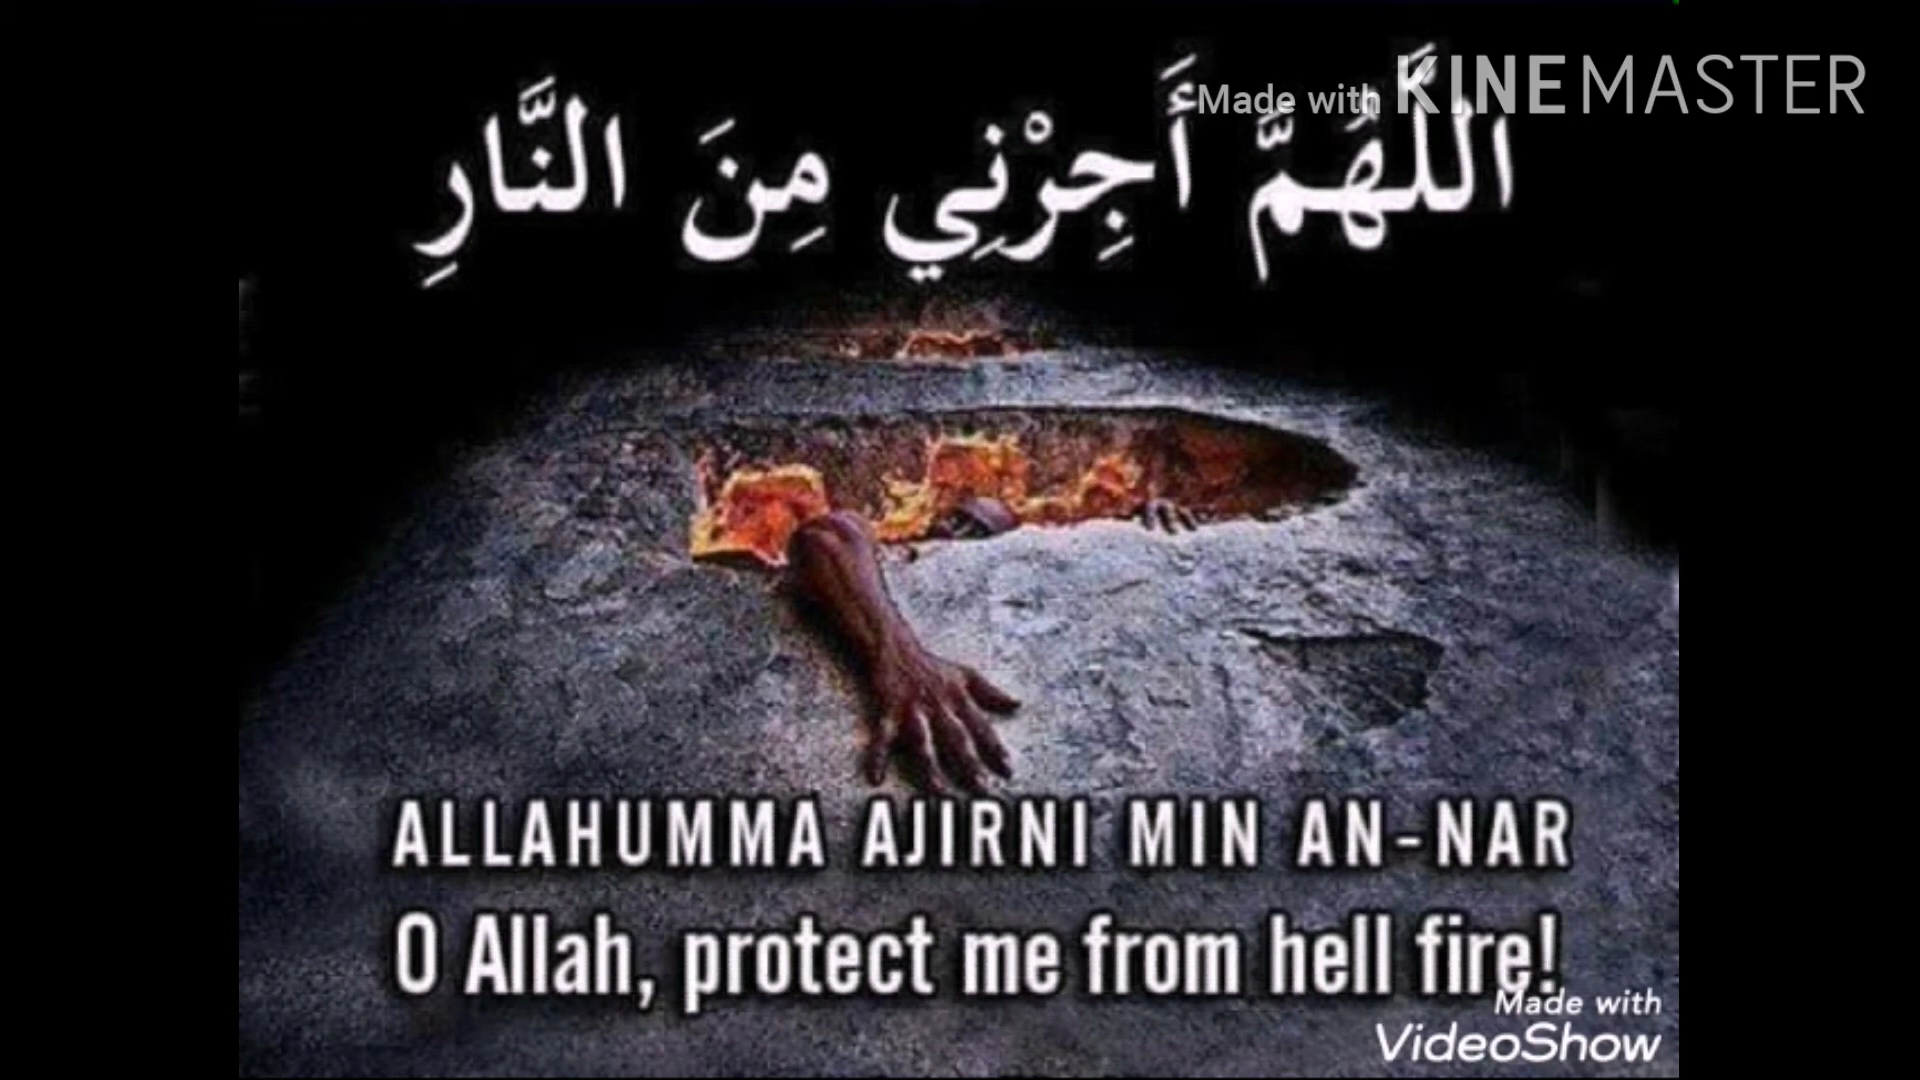 Made with KINEMASTER
اللَّهُمَّ أَجِرْنِي مِنَ النَّارِ
ALLAHUMMA AJIRNI MIN AN-NAR
O Allah, protect me from hell fire!
Made with
VideoShow